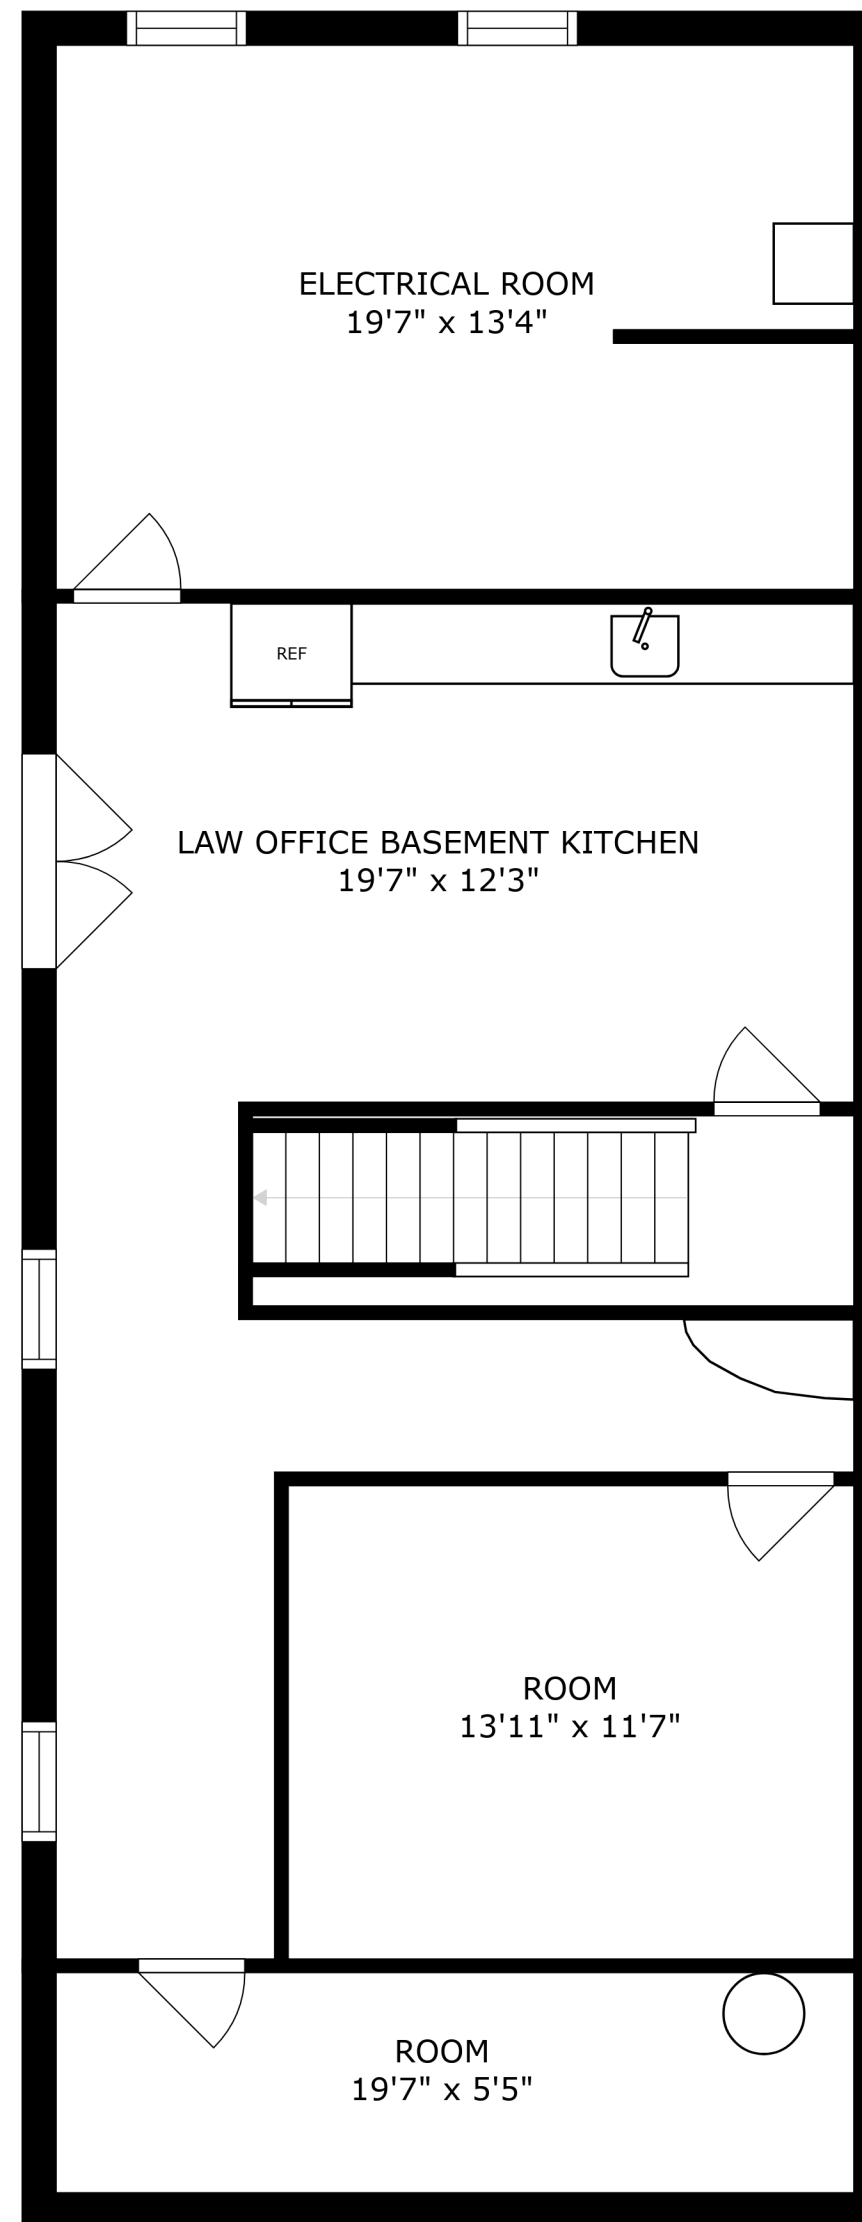 ELECTRICAL ROOM
19'7" x 13'4"
REF
LAW OFFICE BASEMENT KITCHEN
19'7" x 12'3"
ROOM
13'11" x 11'7"
ROOM
19'7" x 5'5"